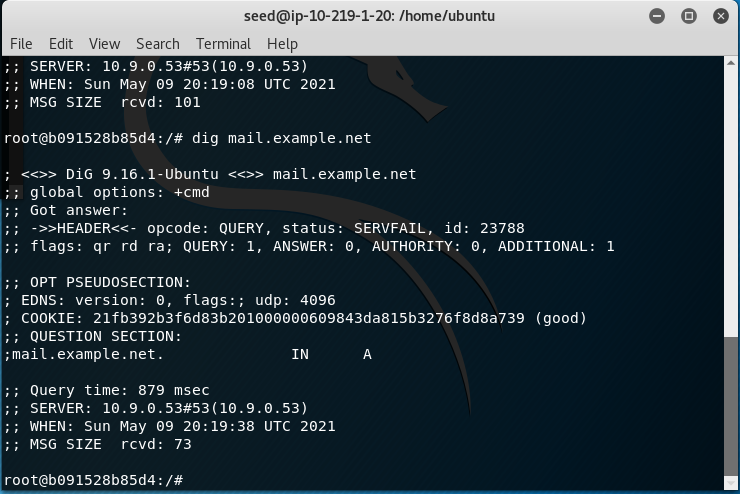 seed@ip-10-219-1-20: /home/ubuntu
File Edit View Search Terminal Help
;; SERVER: 10.9.0.53#53(10.9.0.53)
;; WHEN: Sun May 09 20:19:08 UTC 2021
;; MSG SIZE  rcvd: 101
root@b091528b85d4:/# dig mail.example.net
; <<>> DiG 9.16.1-Ubuntu <<>> mail.example.net
;; global options: +cmd
;; Got answer:
;; ->>HEADER<<- opcode: QUERY, status: SERVFAIL, id: 23788
;; flags: qr rd ra; QUERY: 1, ANSWER: 0, AUTHORITY: 0, ADDITIONAL: 1
;; OPT PSEUDOSECTION:
; EDNS: version: 0, flags:; udp: 4096
; COOKIE: 21fb392b3f6d83b201000000609843da815b3276f8d8a739 (good)
;; QUESTION SECTION:
;mail.example.net.              IN      A
;; Query time: 879 msec
;; SERVER: 10.9.0.53#53(10.9.0.53)
;; WHEN: Sun May 09 20:19:38 UTC 2021
;; MSG SIZE  rcvd: 73
root@b091528b85d4:/#